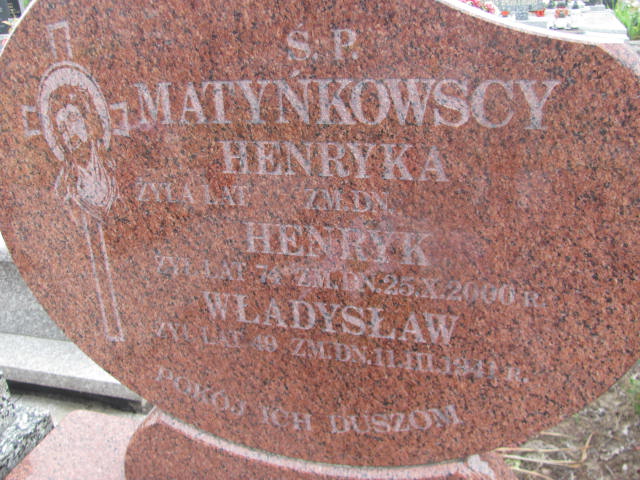 Ś. P.
MATYŃKOWSCY
HENRYKA
ŻYŁA LAT ZM. DN.
HENRYK
ŻYŁ LAT 74 ZM. DN. 25. X. 2000 R.
WŁADYSŁAW
ŻYŁ LAT 49 ZM. DN. 11. III. R.
POKÓJ ICH DUSZOM